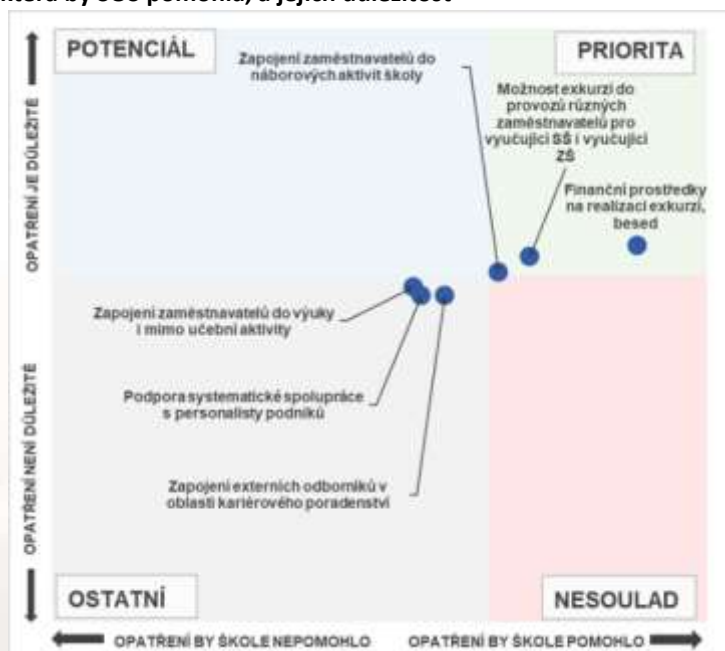 POTENCIÁL
PRIORITA
Zapojení zaměstnavatelů do
náborových aktivit školy
Možnost exkurzí do
provozů různých
zaměstnavatelů pro
vyučující SŠ i vyučující
ZŠ
Finanční prostředky
na realizaci exkurzí,
besed
OPATŘENÍ JE DŮLEŽITÉ
Zapojení zaměstnavatelů do výuky
i mimo učební aktivity
Podpora systematické spolupráce
s personalisty podniků
Zapojení externích odborníků v
oblasti kariérového poradenství
OPATŘENÍ NENÍ DŮLEŽITÉ
OSTATNÍ
NESOULAD
OPATŘENÍ BY ŠKOLE NEPOMOHLO
OPATŘENÍ BY ŠKOLE POMOHLO